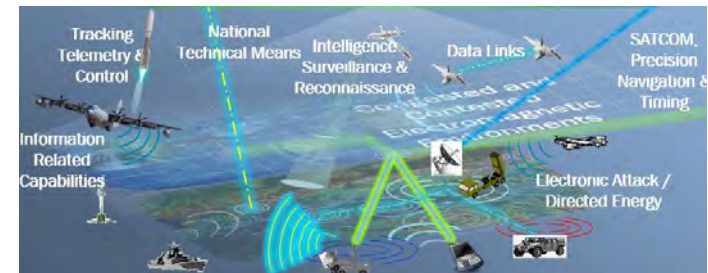 Tracking
Telemetry &
Control
National
Technical Means
Intelligence
Surveillance &
Reconnaissance
Data Links
SATCOM,
Precision
Navigation &
Timing
Congested and
Contested
Electromagnetic
Environments
Information
Related
Capabilities
Electronic Attack /
Directed Energy